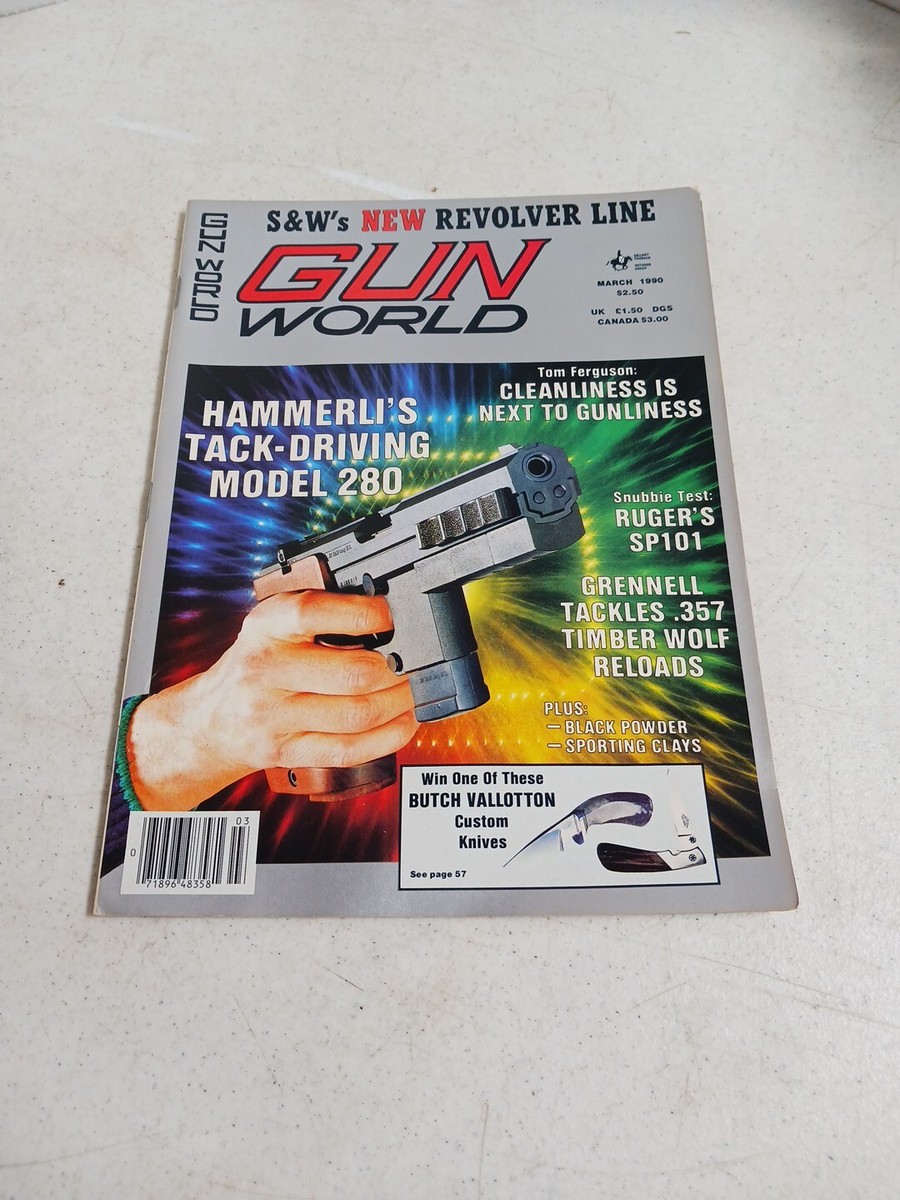 S&W's NEW REVOLVER LINE
GUN WORLD
GUN
WORLD
GALLANT
CHARGER
MARCH 1990
$2.50
UK £1.50 DGS
CANADA $3.00
Tom Ferguson:
CLEANLINESS IS
NEXT TO GUNLINESS
HAMMERLI'S
TACK-DRIVING
MODEL 280
Snubbie Test:
RUGER'S
SP101
GRENNELL
TACKLES .357
TIMBER WOLF
RELOADS
PLUS:
— BLACK POWDER
— SPORTING CLAYS
Win One Of These
BUTCH VALLOTTON
Custom
Knives
See page 57
03
0 71896 48358